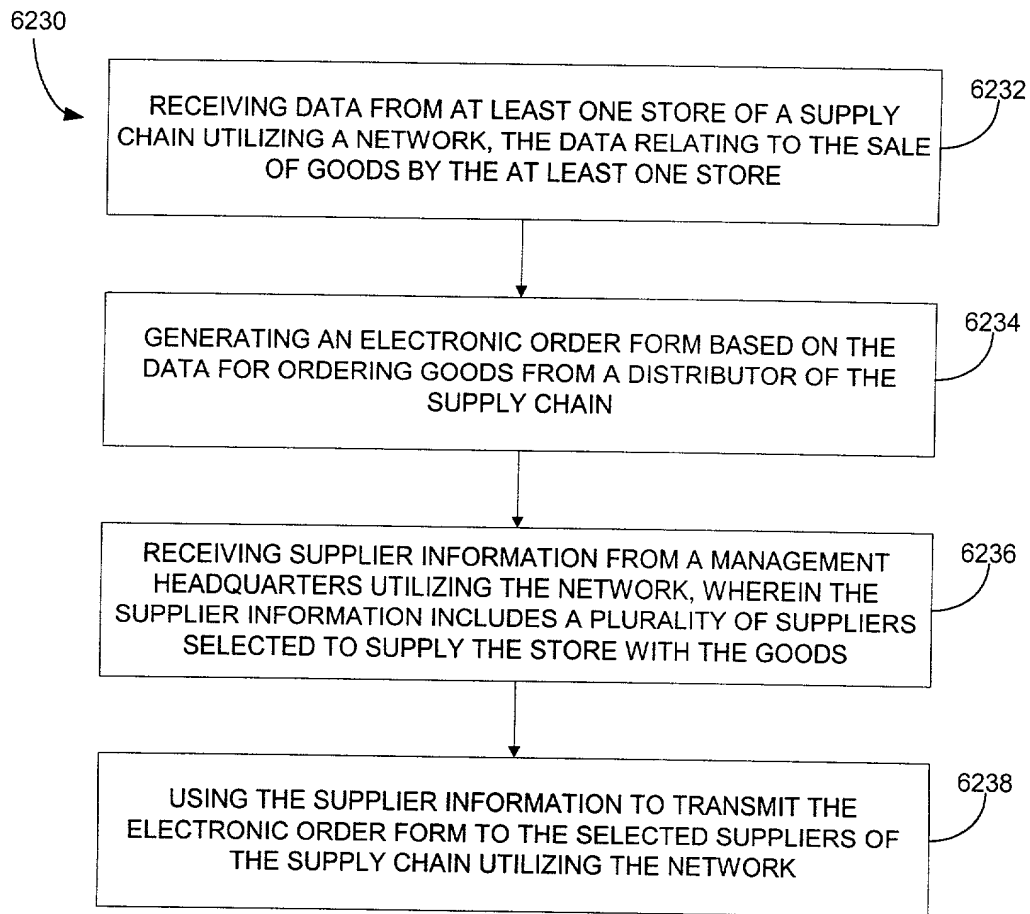 6230
RECEIVING DATA FROM AT LEAST ONE STORE OF A SUPPLY
CHAIN UTILIZING A NETWORK, THE DATA RELATING TO THE SALE
OF GOODS BY THE AT LEAST ONE STORE
6232
GENERATING AN ELECTRONIC ORDER FORM BASED ON THE
DATA FOR ORDERING GOODS FROM A DISTRIBUTOR OF THE
SUPPLY CHAIN
6234
RECEIVING SUPPLIER INFORMATION FROM A MANAGEMENT
HEADQUARTERS UTILIZING THE NETWORK, WHEREIN THE
SUPPLIER INFORMATION INCLUDES A PLURALITY OF SUPPLIERS
SELECTED TO SUPPLY THE STORE WITH THE GOODS
6236
USING THE SUPPLIER INFORMATION TO TRANSMIT THE
ELECTRONIC ORDER FORM TO THE SELECTED SUPPLIERS OF
THE SUPPLY CHAIN UTILIZING THE NETWORK
6238